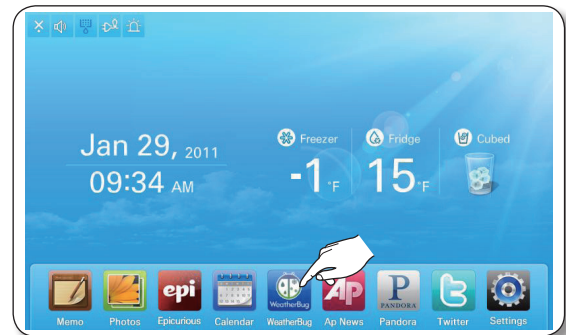 Jan 29, 2011
09:34 AM
Freezer
-1 °F
Fridge
15 °F
Cubed
epi
WeatherBug
AP
P
PANDORA
t
Memo Photos Epicurious Calendar WeatherBug Ap News Pandora Twitter Settings